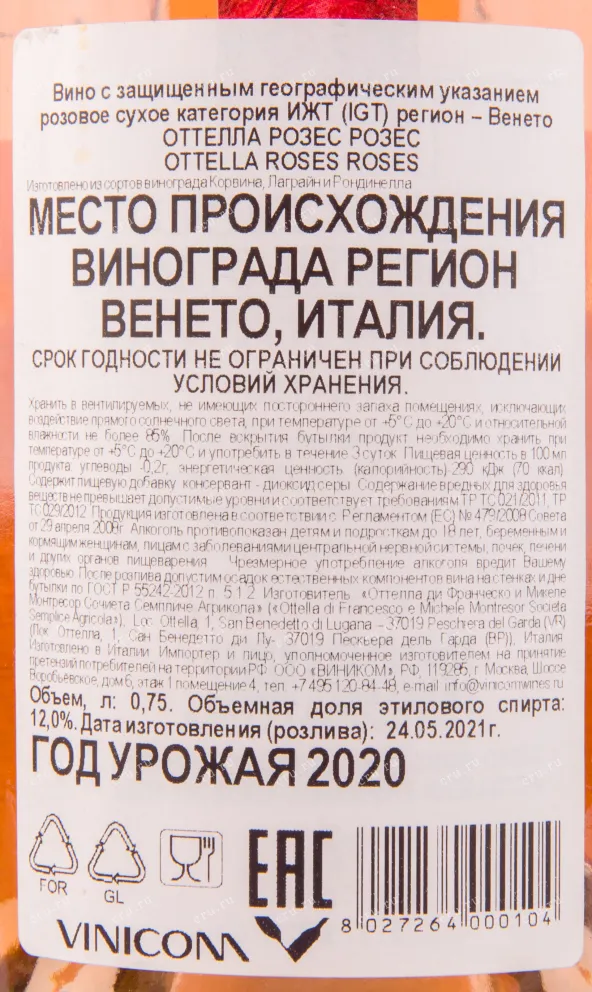 Вино с защищенным географическим указанием
розовое сухое категория ИЖТ (IGT) регион – Венето
ОТТЕЛЛА РОЗЕС РОЗЕС
OTTELLA ROSES ROSES
Изготовлено из сортов винограда Корвина, Лаграйн и Рондинелла
МЕСТО ПРОИСХОЖДЕНИЯ
ВИНОГРАДА РЕГИОН
ВЕНЕТО, ИТАЛИЯ.
СРОК ГОДНОСТИ НЕ ОГРАНИЧЕН ПРИ СОБЛЮДЕНИИ
УСЛОВИЙ ХРАНЕНИЯ.
Хранить в вентилируемых, не имеющих постороннего запаха помещениях, исключающих
воздействие прямого солнечного света, при температуре от +5°С до +20°С и относительной
влажности не более 85%. После вскрытия бутылки продукт необходимо хранить при
температуре от +5°С до +20°С и употребить в течение 3 суток. Пищевая ценность в 100 мл
продукта: углеводы -0,2г, энергетическая ценность (калорийность)-290 кДж (70 ккал).
Содержит пищевую добавку консервант - диоксид серы. Содержание вредных для здоровья
веществ не превышает допустимые уровни и соответствует требованиям ТР ТС 021/2011, ТР
ТС 029/2012. Продукция изготовлена в соответствии с Регламентом (ЕС) № 479/2008 Совета
от 29 апреля 2008г. Алкоголь противопоказан детям и подросткам до 18 лет, беременным и
кормящим женщинам, лицам с заболеваниями центральной нервной системы, почек, печени
и других органов пищеварения. Чрезмерное употребление алкоголя вредит Вашему
здоровью. После розлива допустим осадок естественных компонентов вина на стенках и дне
бутылки по ГОСТ Р 55242-2012 п. 5.1.2. Изготовитель: «Оттелла ди Франческо и Микеле
Монтресор Сочиета Семпличе Агрикола» («Ottella di Francesco e Michele Montresor Societa
Semplice Agricola»), Loc. Ottella, 1, San Benedetto di Lugana – 37019 Peschiera del Garda (VR)
(Лок. Оттелла, 1, Сан Бенедетто ди Лу- 37019 Пескьера дель Гарда (ВР)), Италия.
Изготовлено в Италии. Импортер и лицо, уполномоченное изготовителем на принятие
претензий потребителей на территории РФ: ООО «ВИНИКОМ», РФ, 119285, г. Москва, Шоссе
Воробьёвское, дом 6, этаж 1 помещение 4, тел. +7 495 120-84-48, e-mail: info@vinicomwines.ru
Объем, л: 0,75. Объемная доля этилового спирта:
12,0%. Дата изготовления (розлива): 24.05.2021г.
ГОД УРОЖАЯ 2020
FOR
GL
EAC
8 027264 000104
VINICOM